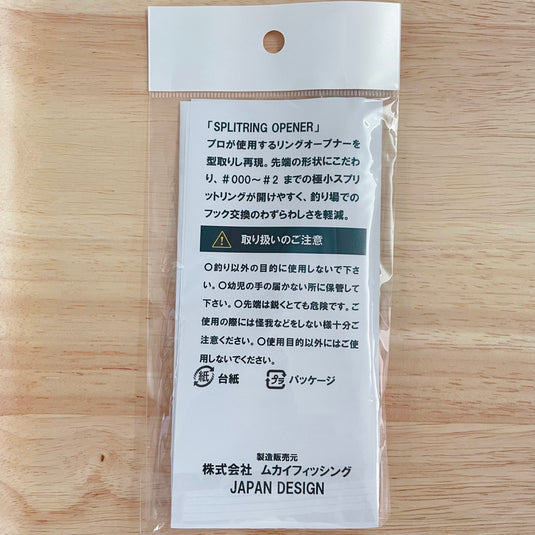 「SPLITRING OPENER」
プロが使用するリングオープナーを
型取りし再現。先端の形状にこだわ
り、#000〜#2 までの極小スプリ
ットリングが開けやすく、釣り場での
フック交換のわずらわしさを軽減。
取り扱いのご注意
○釣り以外の目的に使用しないで下さ
い。○幼児の手の届かない所に保管して
下さい。○先端は鋭くとても危険です。ご
使用の際には怪我などをしない様十分ご
注意ください。○使用目的以外にはご使
用しないでください。
紙 台紙 プラ パッケージ
製造販売元
株式会社 ムカイフィッシング
JAPAN DESIGN